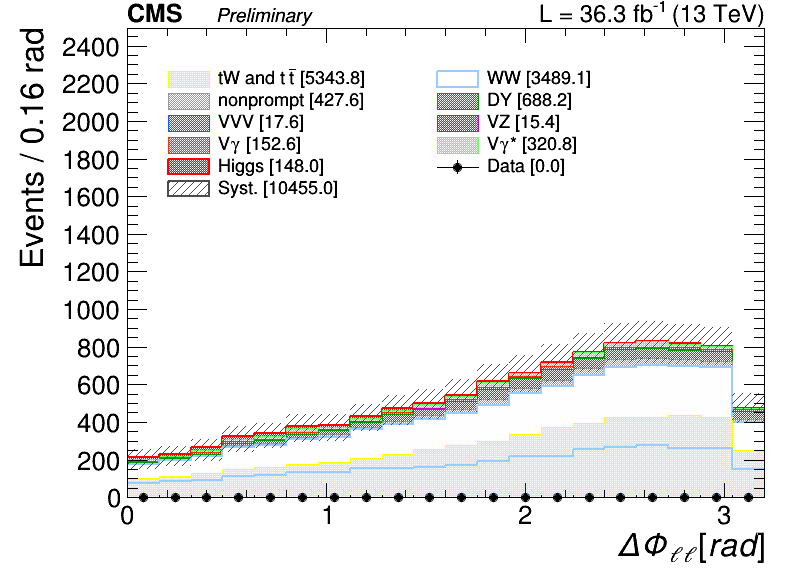 CMS Preliminary L = 36.3 fb⁻¹ (13 TeV)
Events / 0.16 rad
2400
2200
2000
1800
1600
1400
1200
1000
800
600
400
200
0
tW and tt̄ [5343.8] WW [3489.1]
nonprompt [427.6] DY [688.2]
VVV [17.6] VZ [15.4]
Vγ [152.6] Vγ* [320.8]
Higgs [148.0] Data [0.0]
Syst. [10455.0]
0 1 2 3
ΔΦℓℓ[rad]